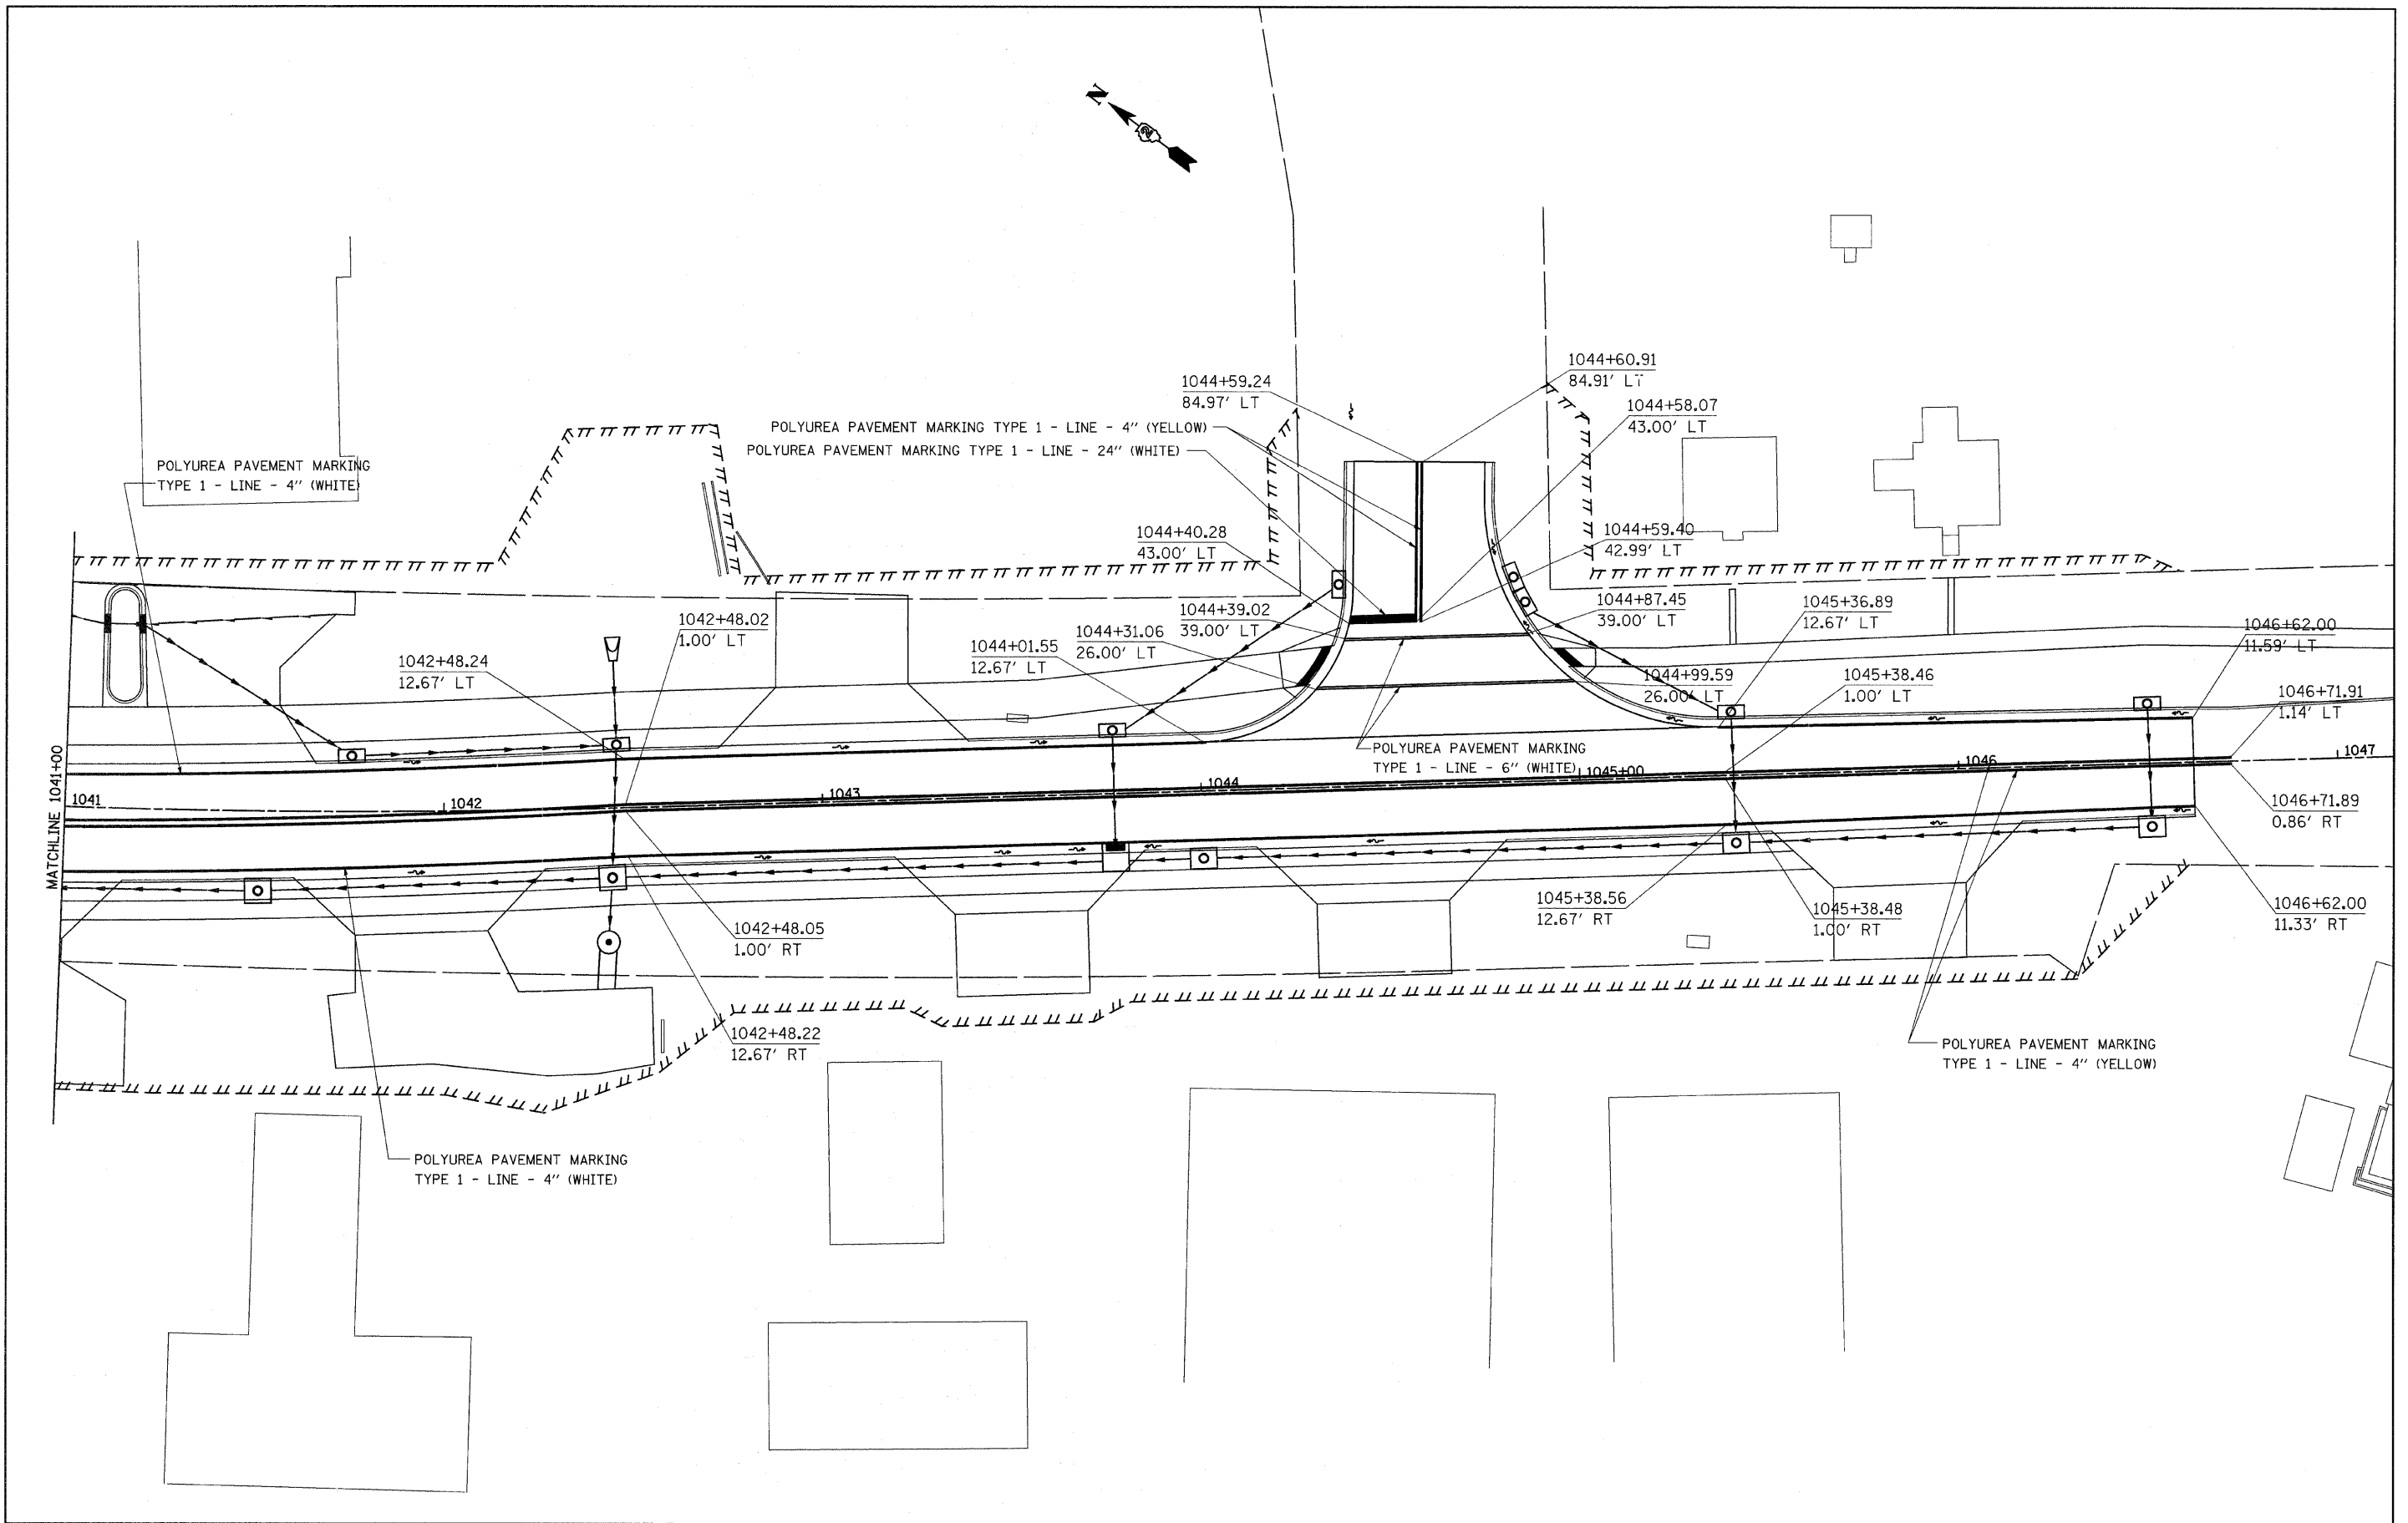 N
2
1044+60.91
84.91' LT
1044+59.24
84.97' LT
1044+58.07
43.00' LT
POLYUREA PAVEMENT MARKING TYPE 1 - LINE - 4" (YELLOW)
POLYUREA PAVEMENT MARKING TYPE 1 - LINE - 24" (WHITE)
POLYUREA PAVEMENT MARKING
TYPE 1 - LINE - 4" (WHITE)
1044+40.28
43.00' LT
1044+59.40
42.99' LT
1044+39.02
39.00' LT
1044+87.45
39.00' LT
1045+36.89
12.67' LT
1042+48.02
1.00' LT
1044+31.06
26.00' LT
1044+01.55
12.67' LT
1046+62.00
11.59' LT
1042+48.24
12.67' LT
1044+99.59
26.00' LT
1045+38.46
1.00' LT
1046+71.91
1.14' LT
POLYUREA PAVEMENT MARKING
TYPE 1 - LINE - 6" (WHITE)
MATCHLINE 1041+00
1041
1042
1043
1044
1045+00
1046
1047
1046+71.89
0.86' RT
1045+38.56
12.67' RT
1045+38.48
1.00' RT
1046+62.00
11.33' RT
1042+48.05
1.00' RT
1042+48.22
12.67' RT
POLYUREA PAVEMENT MARKING
TYPE 1 - LINE - 4" (YELLOW)
POLYUREA PAVEMENT MARKING
TYPE 1 - LINE - 4" (WHITE)